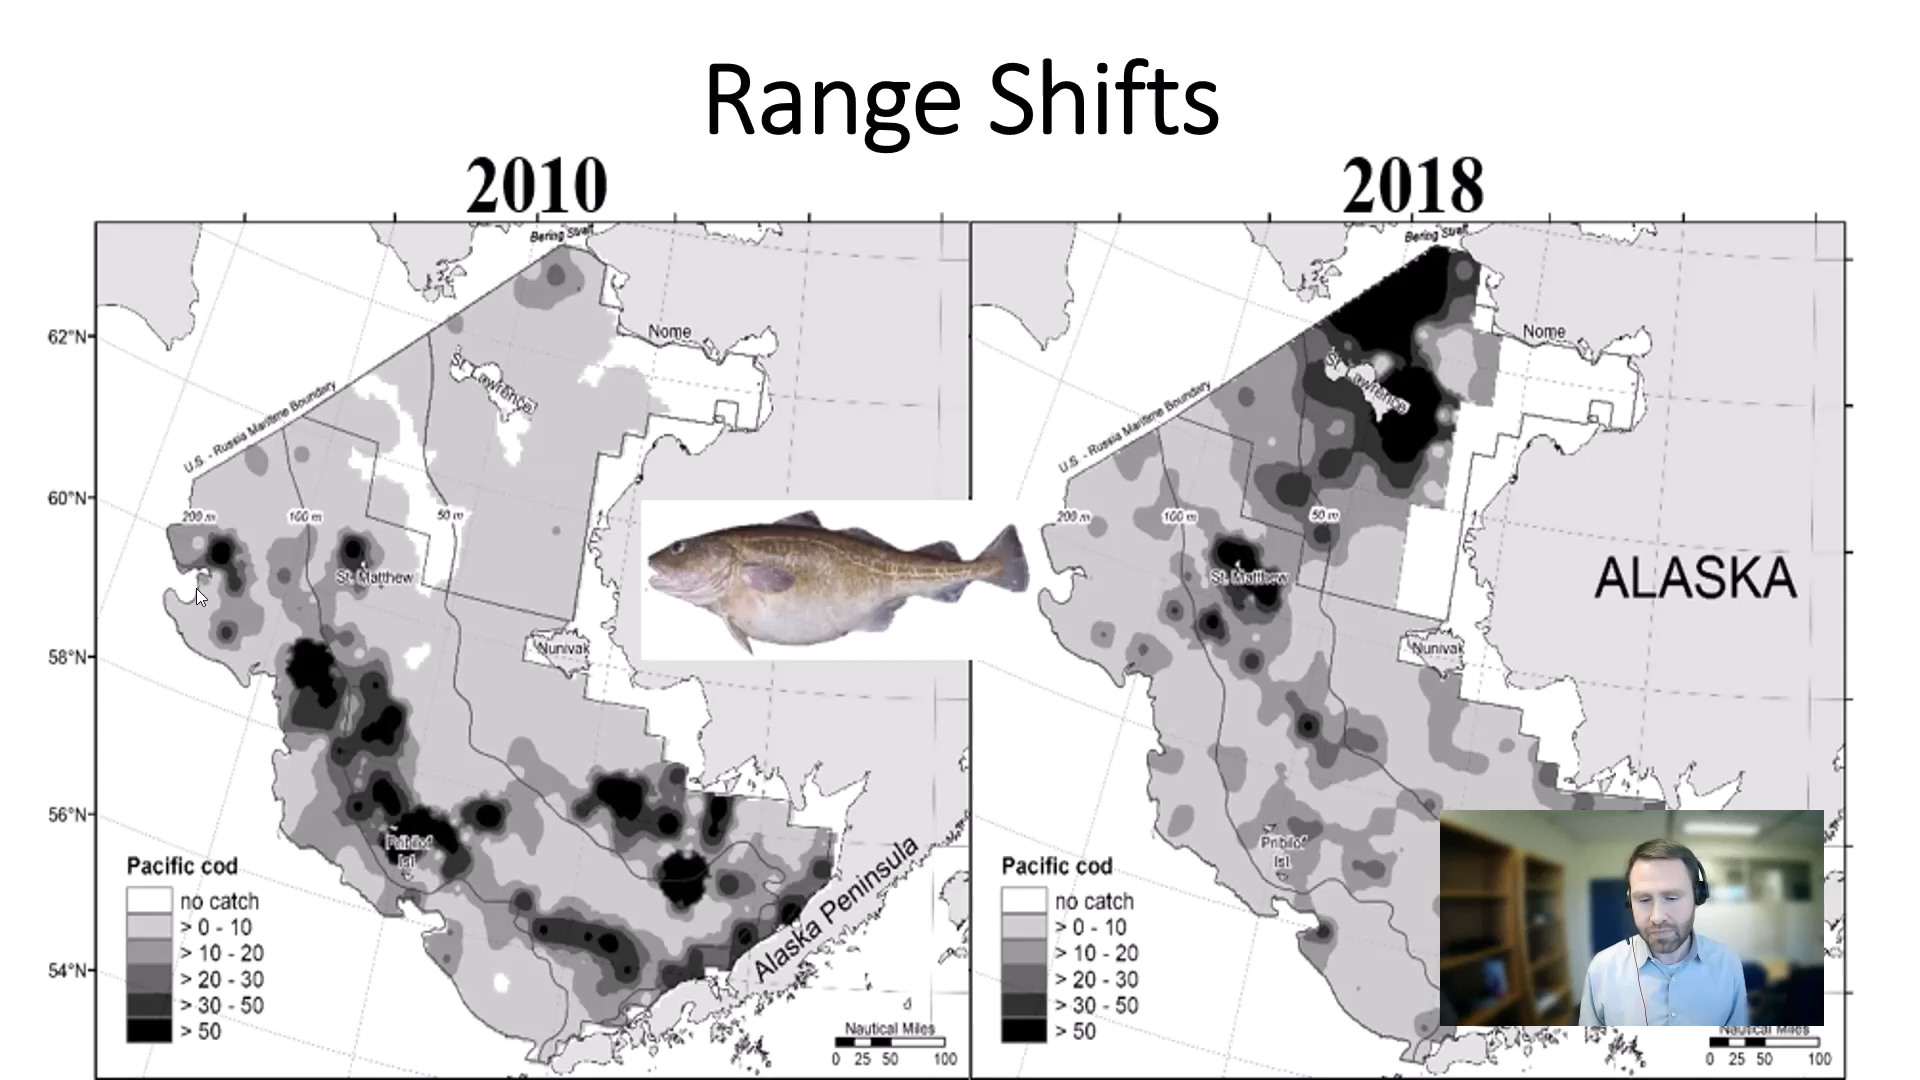 Range Shifts
2010
2018
Bering Strait
Nome
62°N
St. Lawrence
U.S. - Russia Maritime Boundary
60°N
200 m
100 m
50 m
St. Matthew
58°N
Nunivak
56°N
Pribilof
Isl
Alaska Peninsula
54°N
Pacific cod
no catch
> 0 - 10
> 10 - 20
> 20 - 30
> 30 - 50
> 50
Nautical Miles
0 25 50 100
Bering Strait
Nome
St. Lawrence
U.S. - Russia Maritime Boundary
200 m
100 m
50 m
St. Matthew
ALASKA
Nunivak
Pribilof
Isl
Pacific cod
no catch
> 0 - 10
> 10 - 20
> 20 - 30
> 30 - 50
> 50
Nautical Miles
0 25 50 100